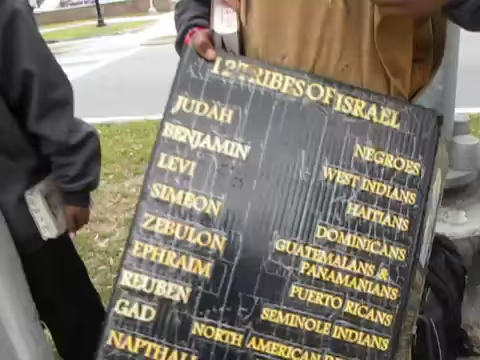 12 TRIBES OF ISRAEL
JUDAH NEGROES
BENJAMIN WEST INDIANS
LEVI HAITIANS
SIMEON DOMINICANS
ZEBULON GUATEMALANS &
PANAMANIANS
EPHRAIM PUERTO RICANS
REUBEN SEMINOLE INDIANS
GAD NORTH AMERICAN
NAPTHALI